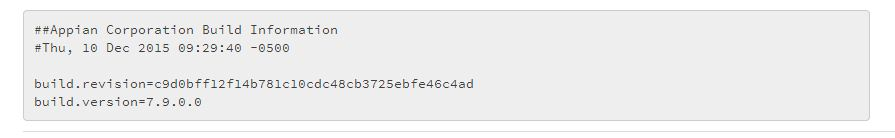 ##Appian Corporation Build Information
#Thu, 10 Dec 2015 09:29:40 -0500
build.revision=c9d0bff12f14b781c10cdc48cb3725ebfe46c4ad
build.version=7.9.0.0